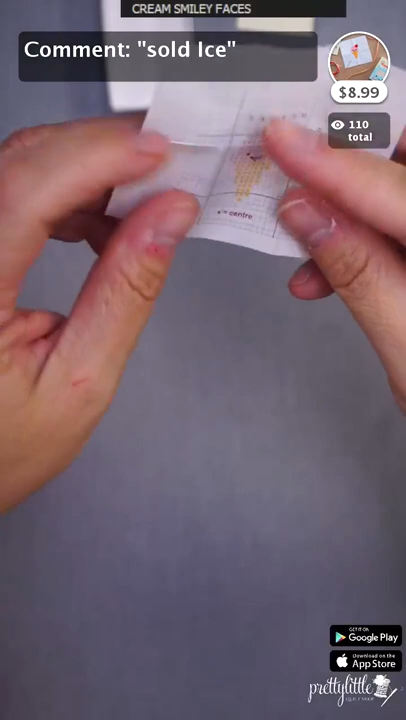 CREAM SMILEY FACES
Comment: "sold Ice"
$8.99
110
total
= centre
GET IT ON
Google Play
Download on the
App Store
prettylittle